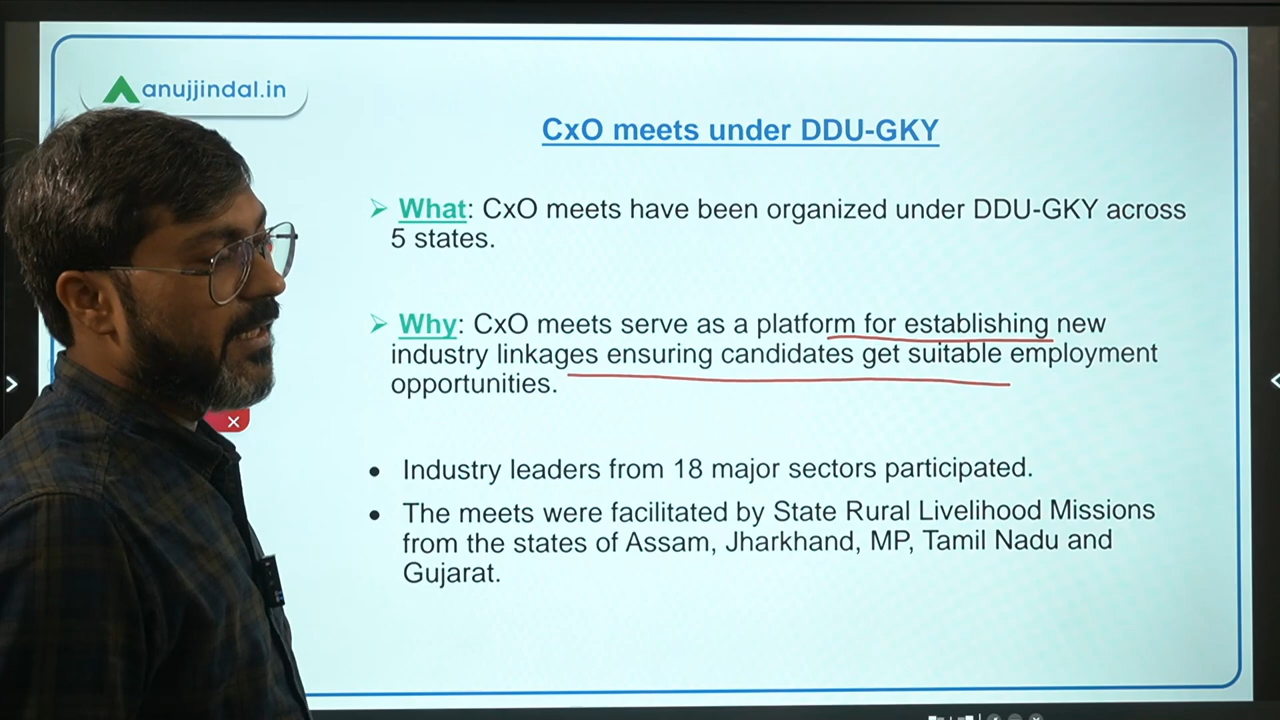 anujjindal.in
CxO meets under DDU-GKY
What: CxO meets have been organized under DDU-GKY across
5 states.
Why: CxO meets serve as a platform for establishing new
industry linkages ensuring candidates get suitable employment
opportunities.
Industry leaders from 18 major sectors participated.
The meets were facilitated by State Rural Livelihood Missions
from the states of Assam, Jharkhand, MP, Tamil Nadu and
Gujarat.